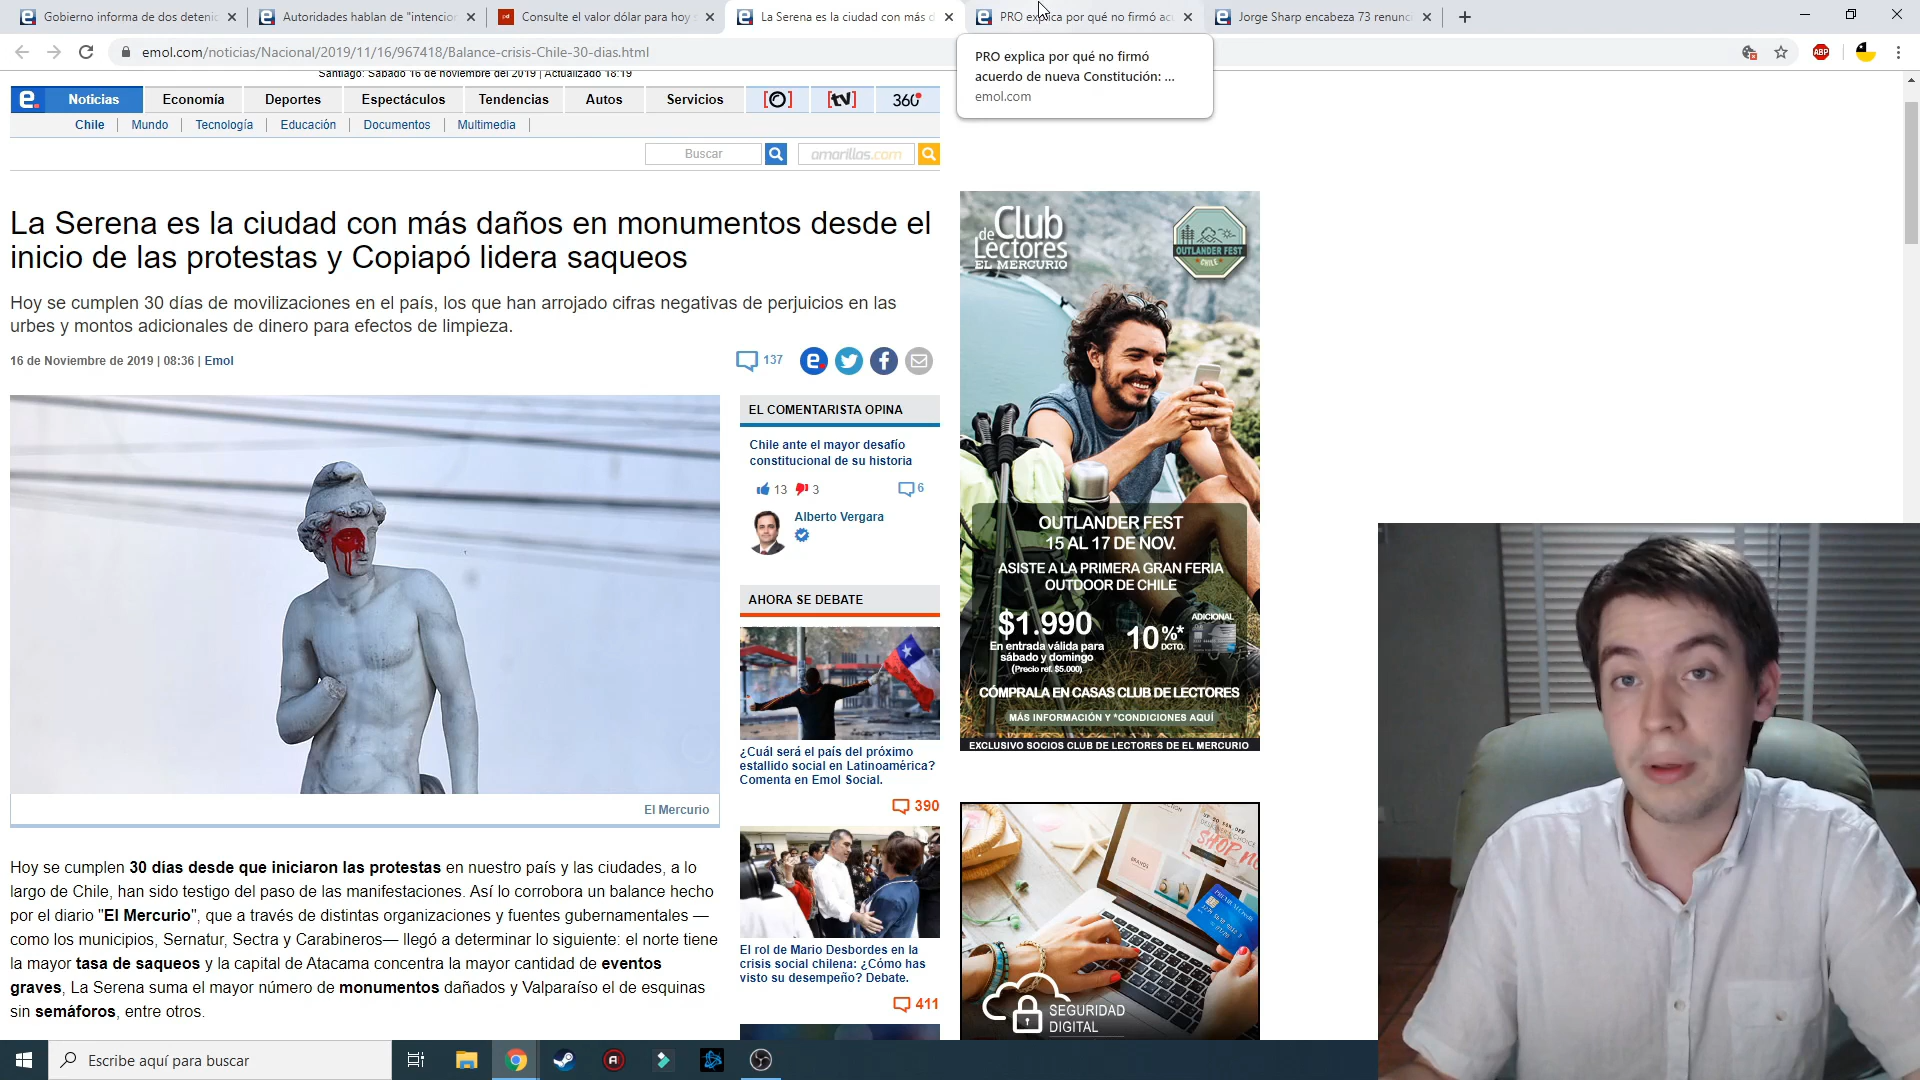 Gobierno informa de dos deteni
Autoridades hablan de "intencion
Consulte el valor dólar para hoy
La Serena es la ciudad con más d
PRO explica por qué no firmó ac
Jorge Sharp encabeza 73 renunc
emol.com/noticias/Nacional/2019/11/16/967418/Balance-crisis-Chile-30-dias.html
ABP
PRO explica por qué no firmó
acuerdo de nueva Constitución: ...
emol.com
Santiago: Sábado 16 de noviembre del 2019 | Actualizado 18:19
e.
Noticias
Economía
Deportes
Espectáculos
Tendencias
Autos
Servicios
[tv]
360
Chile
Mundo
Tecnología
Educación
Documentos
Multimedia
Buscar
amarillas.com
La Serena es la ciudad con más daños en monumentos desde el
inicio de las protestas y Copiapó lidera saqueos
Hoy se cumplen 30 días de movilizaciones en el país, los que han arrojado cifras negativas de perjuicios en las
urbes y montos adicionales de dinero para efectos de limpieza.
16 de Noviembre de 2019 | 08:36 | Emol
137
El Mercurio
Hoy se cumplen 30 días desde que iniciaron las protestas en nuestro país y las ciudades, a lo
largo de Chile, han sido testigo del paso de las manifestaciones. Así lo corrobora un balance hecho
por el diario "El Mercurio", que a través de distintas organizaciones y fuentes gubernamentales —
como los municipios, Sernatur, Sectra y Carabineros— llegó a determinar lo siguiente: el norte tiene
la mayor tasa de saqueos y la capital de Atacama concentra la mayor cantidad de eventos
graves, La Serena suma el mayor número de monumentos dañados y Valparaíso el de esquinas
sin semáforos, entre otros.
EL COMENTARISTA OPINA
Chile ante el mayor desafío
constitucional de su historia
13
3
6
Alberto Vergara
AHORA SE DEBATE
¿Cuál será el país del próximo
estallido social en Latinoamérica?
Comenta en Emol Social.
390
El rol de Mario Desbordes en la
crisis social chilena: ¿Cómo has
visto su desempeño? Debate.
411
Club
de Lectores
EL MERCURIO
OUTLANDER FEST
CHILE
OUTLANDER FEST
15 AL 17 DE NOV.
ASISTE A LA PRIMERA GRAN FERIA
OUTDOOR DE CHILE
$1.990
En entrada válida para
sábado y domingo
(Precio ref. $5.000)
10%*
DCTO.
ADICIONAL
CÓMPRALA EN CASAS CLUB DE LECTORES
MÁS INFORMACIÓN Y *CONDICIONES AQUÍ
EXCLUSIVO SOCIOS CLUB DE LECTORES DE EL MERCURIO
SHOP
SEGURIDAD
DIGITAL
Escribe aquí para buscar